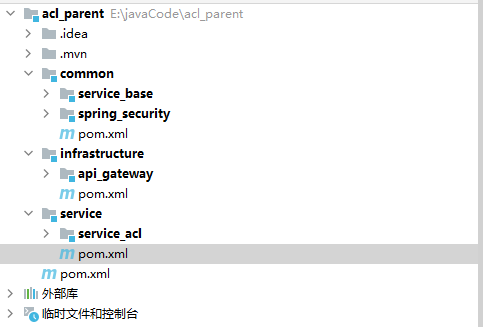 acl_parent E:\javaCode\acl_parent
.idea
.mvn
common
service_base
spring_security
pom.xml
infrastructure
api_gateway
pom.xml
service
service_acl
pom.xml
pom.xml
外部库
临时文件和控制台